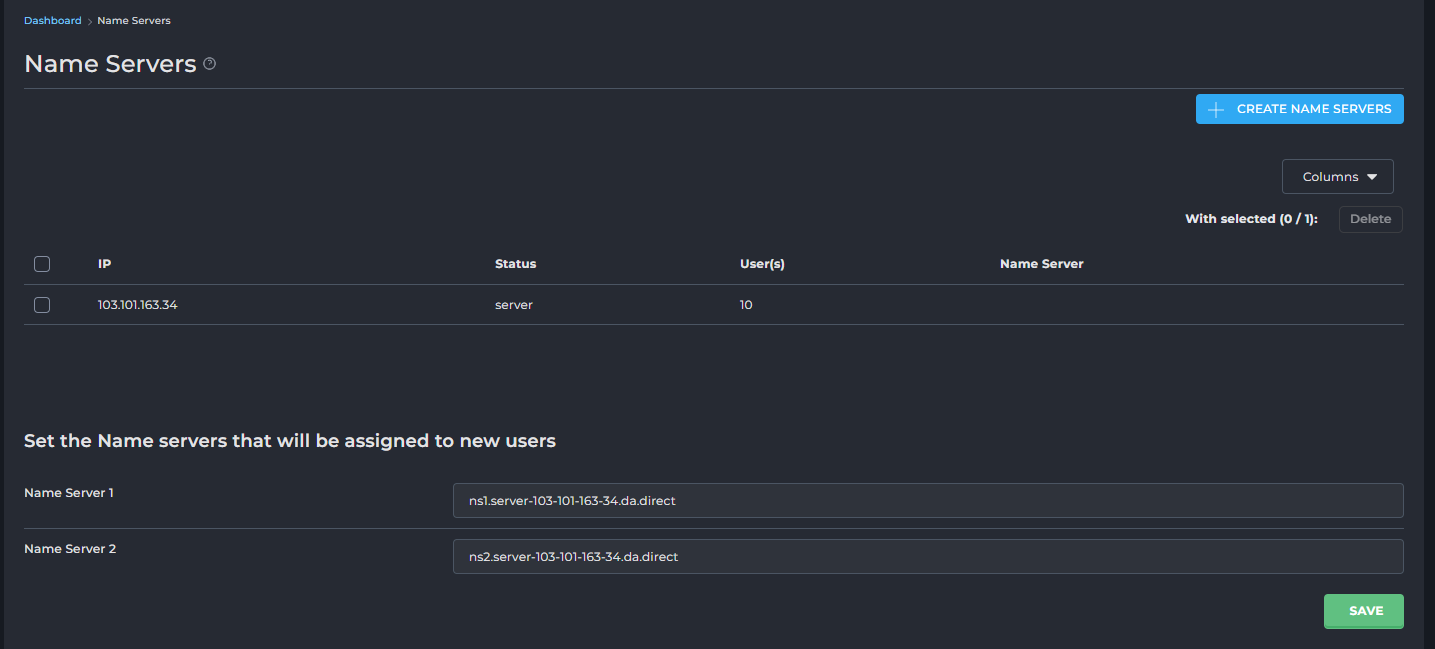 Dashboard > Name Servers
Name Servers ?
CREATE NAME SERVERS
Columns
With selected (0 / 1): Delete
IP Status User(s) Name Server
103.101.163.34 server 10
Set the Name servers that will be assigned to new users
Name Server 1 ns1.server-103-101-163-34.da.direct
Name Server 2 ns2.server-103-101-163-34.da.direct
SAVE